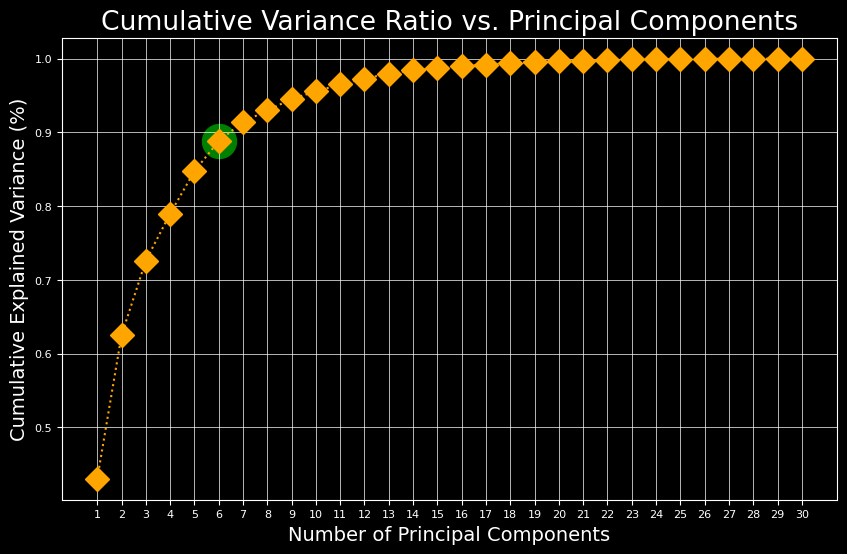 Cumulative Variance Ratio vs. Principal Components
Cumulative Explained Variance (%)
1.0
0.9
0.8
0.7
0.6
0.5
1 2 3 4 5 6 7 8 9 10 11 12 13 14 15 16 17 18 19 20 21 22 23 24 25 26 27 28 29 30
Number of Principal Components